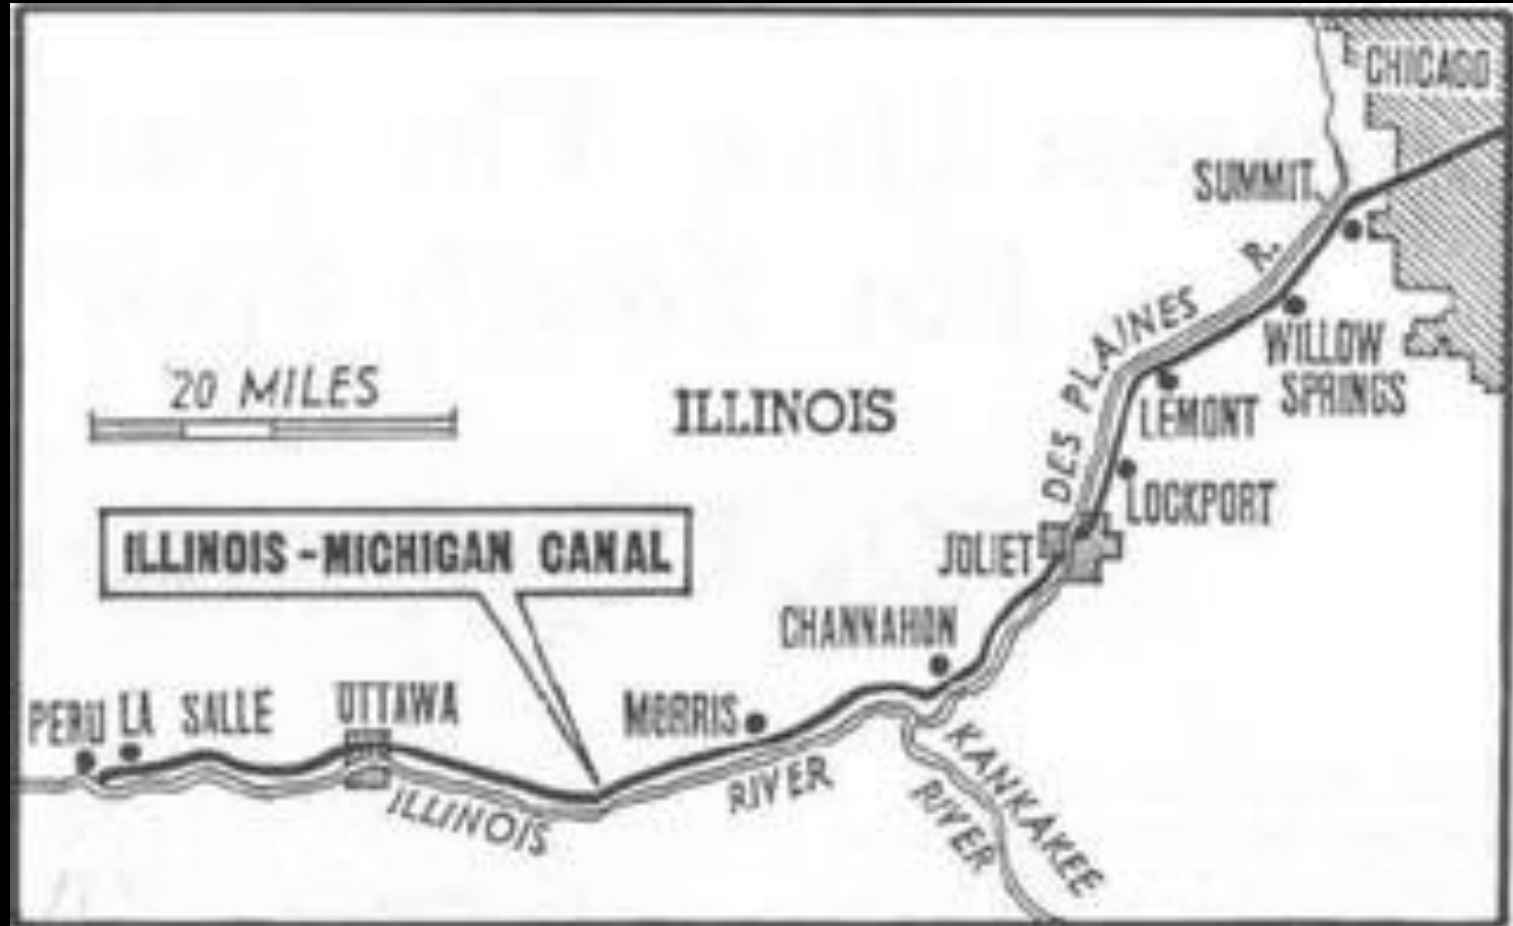 CHICAGO
SUMMIT
DES PLAINES R.
WILLOW
SPRINGS
20 MILES
ILLINOIS
LEMONT
LOCKPORT
ILLINOIS-MICHIGAN CANAL
JOLIET
CHANNAHON
PERU
LA SALLE
OTTAWA
MORRIS
ILLINOIS RIVER
KANKAKEE
RIVER